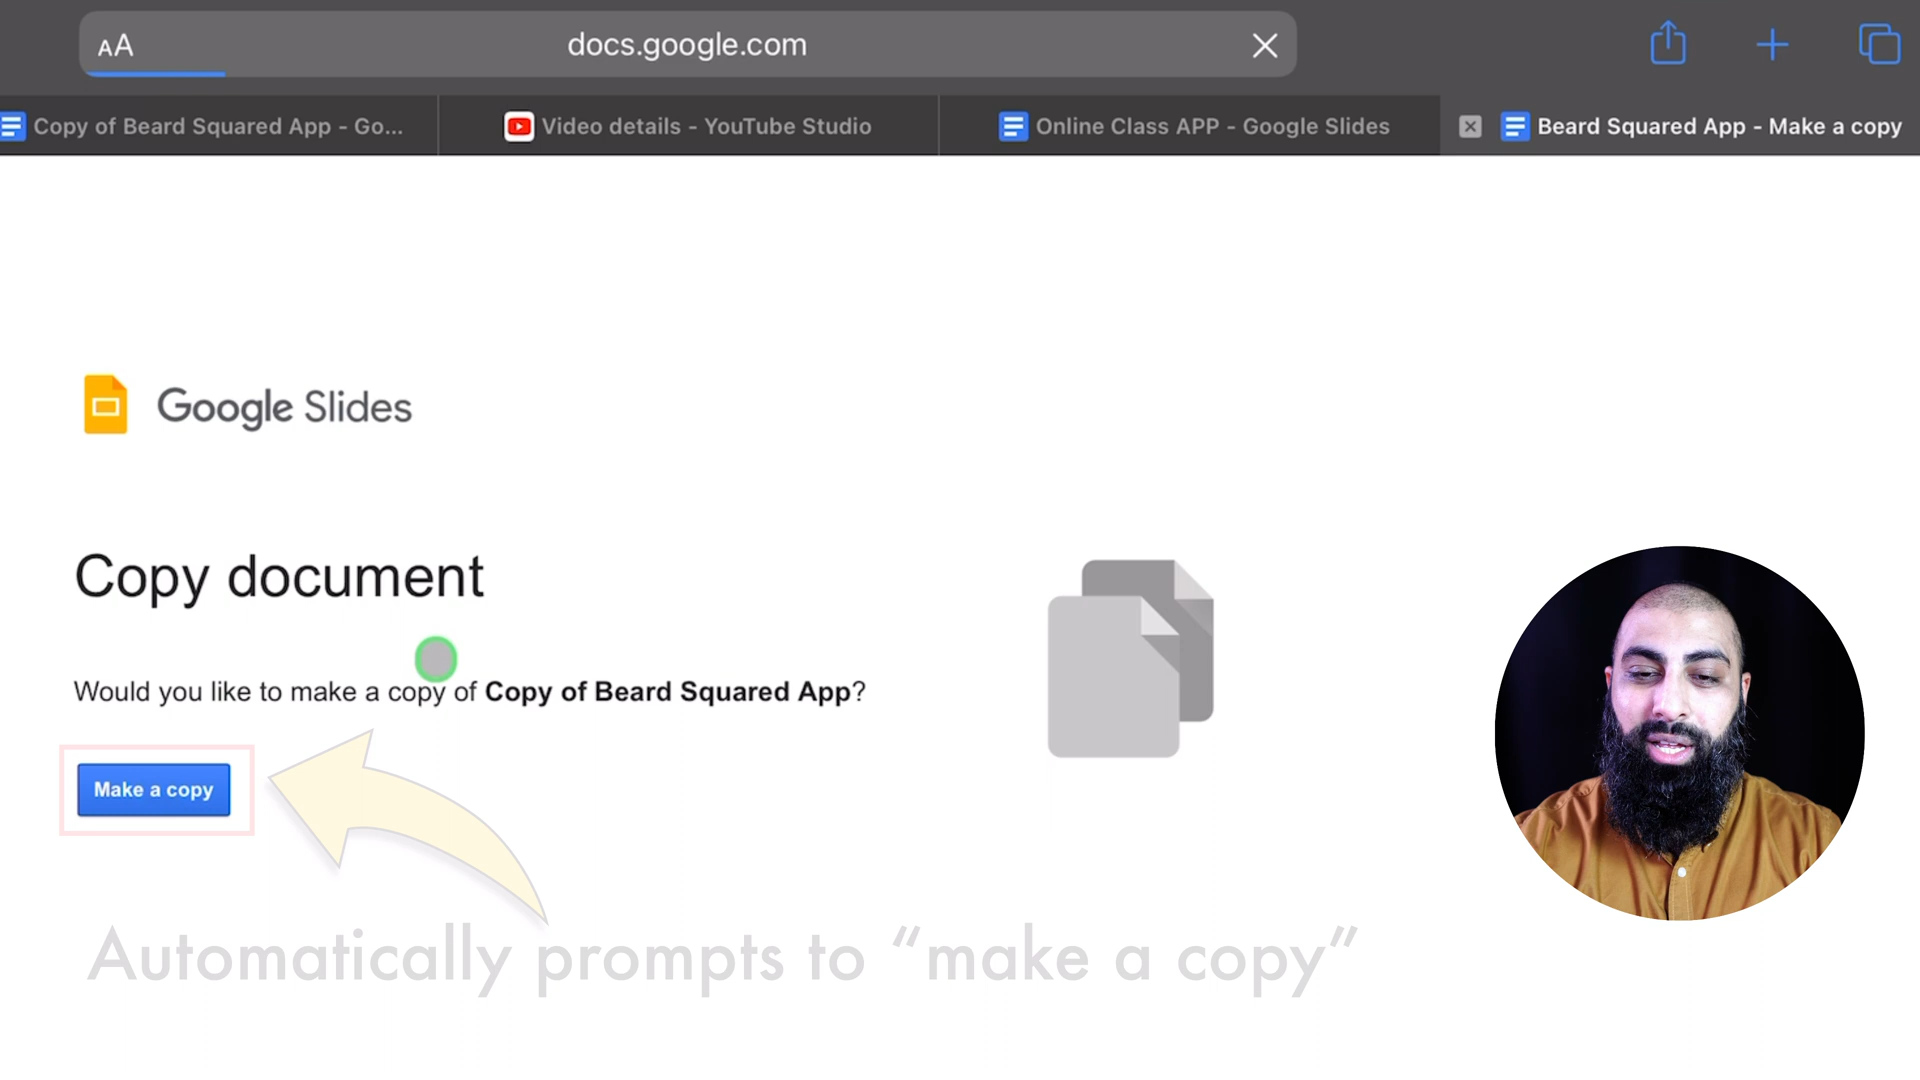 AA
docs.google.com
Copy of Beard Squared App - Go...
Video details - YouTube Studio
Online Class APP - Google Slides
Beard Squared App - Make a copy
Google Slides
Copy document
Would you like to make a copy of Copy of Beard Squared App?
Make a copy
Automatically prompts to “make a copy”